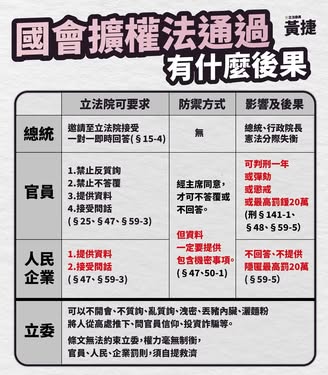 國會擴權法通過
有什麼後果
立法委員
黃捷
立法院可要求
防禦方式
影響及後果
總統
邀請至立法院接受
一對一即時回答(§15-4)
無
總統、行政院長
憲法分際失衡
官員
1.禁止反質詢
2.禁止不答覆
3.提供資料
4.接受問話
(§25、§47、§59-3)
經主席同意,
才可不答覆或
不回答。
但資料
一定要提供
包含機密事項。
(§47、50-1)
可判刑一年
或彈劾
或懲戒
或最高罰鍰20萬
(刑§141-1、
§48、§59-5)
人民
企業
1.提供資料
2.接受問話
(§47、§59-3)
不回答、不提供
隱匿最高罰20萬
(§59-5)
立委
可以不開會、不質詢、亂質詢、洩密、丟豬內臟、灑麵粉
將人從高處推下、問官員信仰、投資詐騙等。
條文無法約束立委,權力毫無制衡,
官員、人民、企業罰則,須自提救濟